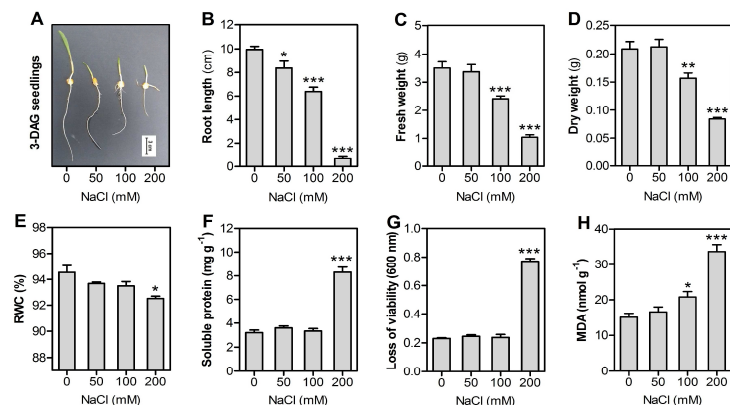 A
3-DAG seedlings
1 cm
0 50 100 200
NaCl (mM)
B
Root length (cm)
12
10
8
6
4
2
0
*
***
***
0 50 100 200
NaCl (mM)
C
Fresh weight (g)
5
4
3
2
1
0
***
***
0 50 100 200
NaCl (mM)
D
Dry weight (g)
0.25
0.20
0.15
0.10
0.05
0.00
**
***
0 50 100 200
NaCl (mM)
E
RWC (%)
98
96
94
92
90
88
*
0 50 100 200
NaCl (mM)
F
Soluble protein (mg g-1)
12
10
8
6
4
2
0
***
0 50 100 200
NaCl (mM)
G
Loss of viability (600 nm)
1.0
0.8
0.6
0.4
0.2
0.0
***
0 50 100 200
NaCl (mM)
H
MDA (nmol g-1)
40
30
20
10
0
*
***
0 50 100 200
NaCl (mM)